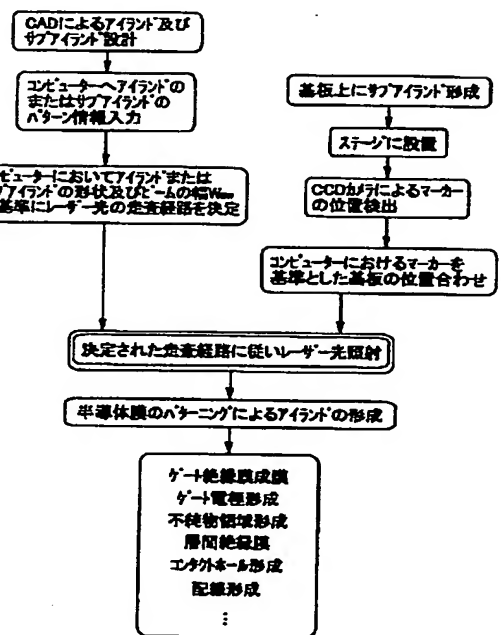 CADによるアイランド及び
サブアイランド設計
コンピューターへアイランドの
またはサブアイランドの
パターン情報入力
ピューターにおいてアイランドまたは
ブアイランドの形状及びビームの幅
基準にレーザー光の走査経路を決定
基板上にサブアイランド形成
ステージに設置
CCDカメラによるマーカー
の位置検出
コンピューターにおけるマーカーを
基準とした基板の位置合わせ
決定された走査経路に従いレーザー光照射
半導体膜のパターニングによるアイランドの形成
ゲート絶縁膜成膜
ゲート電極形成
不純物領域形成
層間絶縁膜
コンタクトホール形成
配線形成
⋮